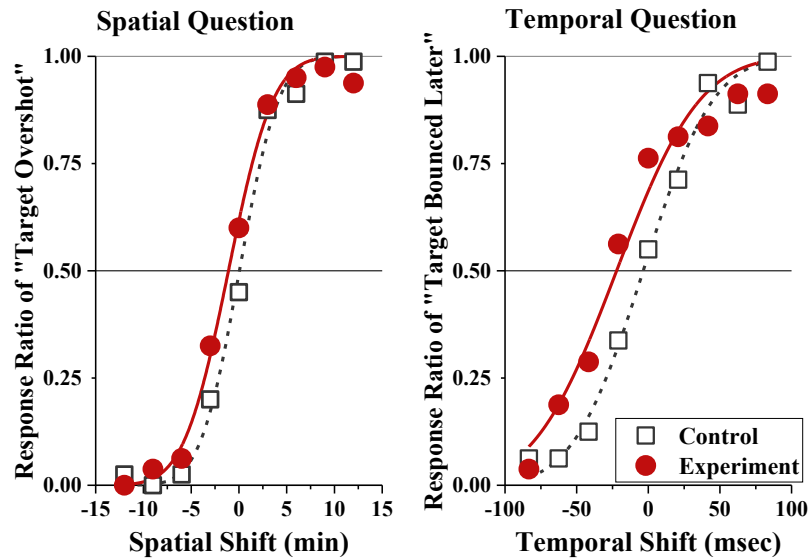 Spatial Question
Response Ratio of "Target Overshot"
1.00
0.75
0.50
0.25
0.00
-15 -10 -5 0 5 10 15
Spatial Shift (min)
Temporal Question
Response Ratio of "Target Bounced Later"
1.00
0.75
0.50
0.25
0.00
-100 -50 0 50 100
Temporal Shift (msec)
Control
Experiment